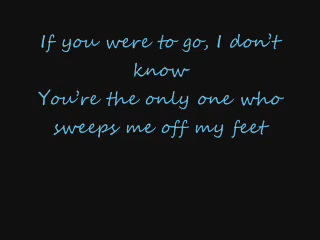 If you were to go, I don't
know
You're the only one who
sweeps me off my feet